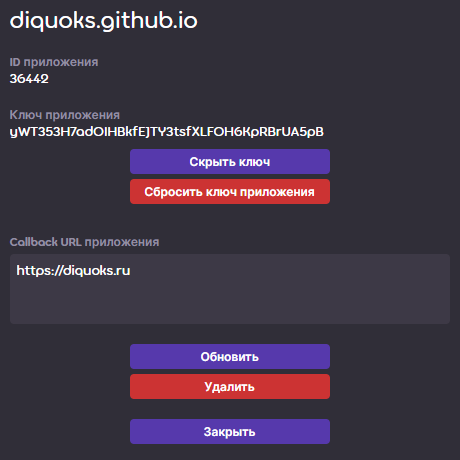 diquoks.github.io
ID приложения
36442
Ключ приложения
yWT353H7adOIHBkfEJTY3tsfXLFOH6KpRBrUA5pB
Скрыть ключ
Сбросить ключ приложения
Callback URL приложения
https://diquoks.ru
Обновить
Удалить
Закрыть